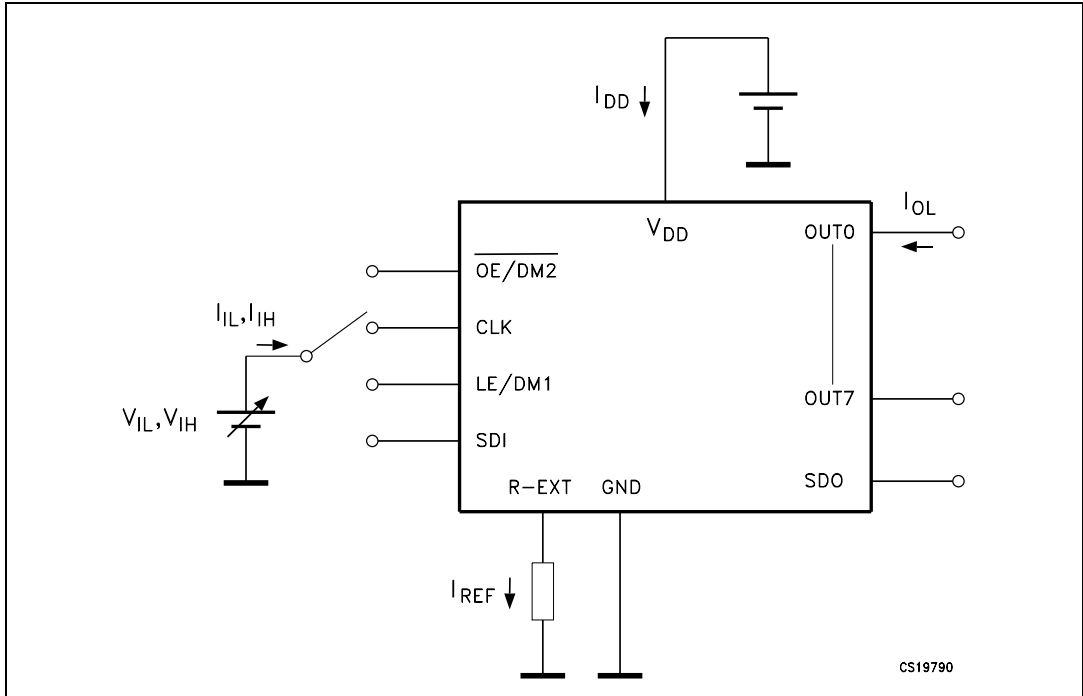 I_DD
V_DD
I_OL
OUT0
OE/DM2
I_IL,I_IH
CLK
LE/DM1
OUT7
V_IL,V_IH
SDI
SDO
R-EXT
GND
I_REF
CS19790